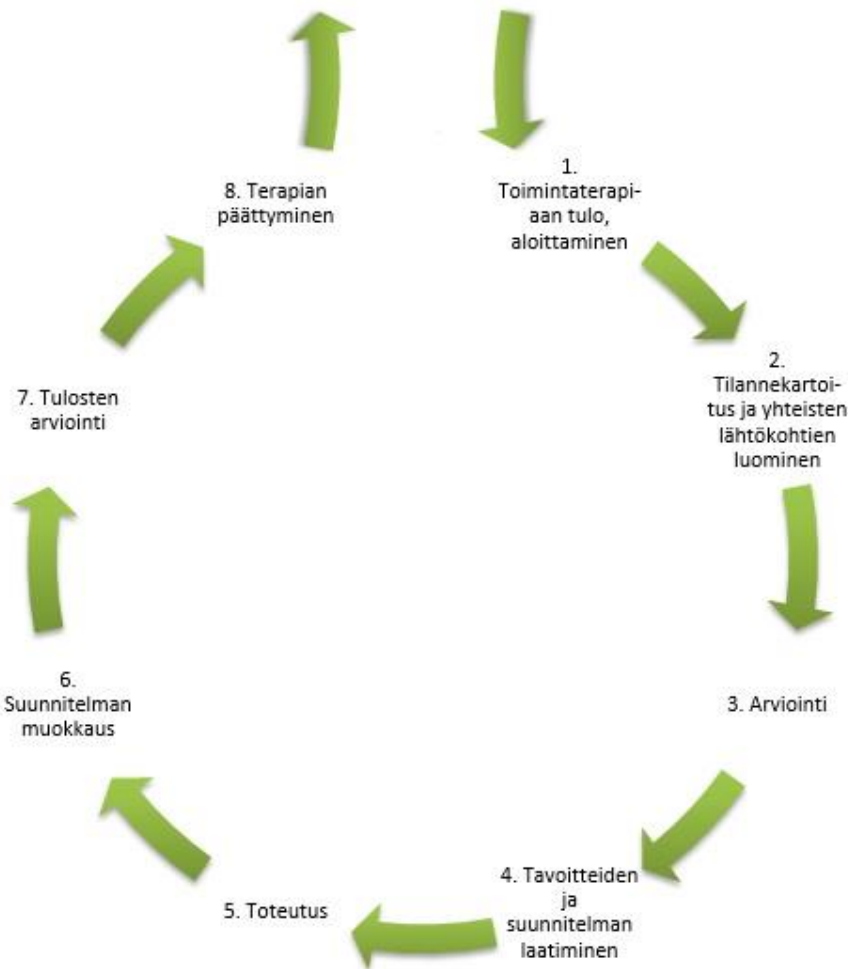 1.
Toimintaterapi-
aan tulo,
aloittaminen
2.
Tilannekartoi-
tus ja yhteisten
lähtökohtien
luominen
3. Arviointi
4. Tavoitteiden
ja
suunnitelman
laatiminen
5. Toteutus
6.
Suunnitelman
muokkaus
7. Tulosten
arviointi
8. Terapian
päättyminen